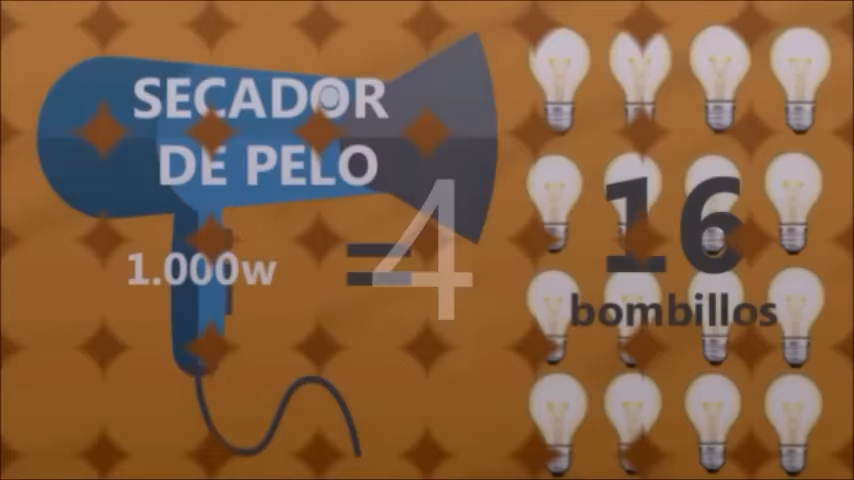 SECADOR
DE PELO
1.000w
=
4
16
bombillos